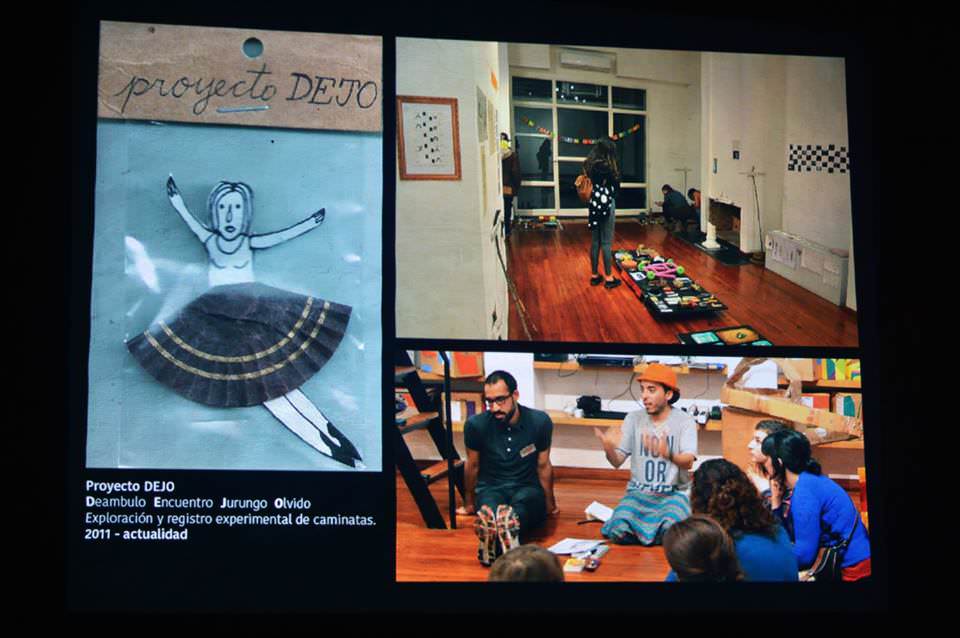 proyecto DEJO
Proyecto DEJO
Deambulo Encuentro Jurungo Olvido
Exploración y registro experimental de caminatas.
2011 - actualidad
NOW
OR